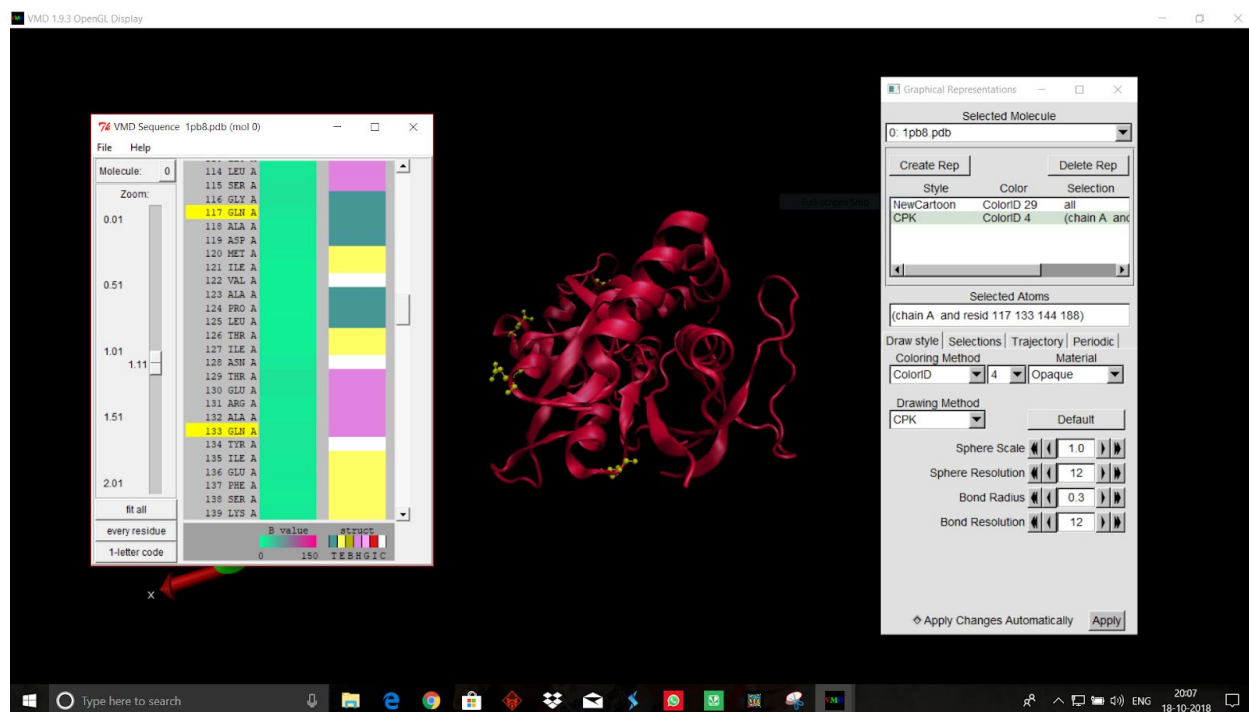 VMD 1.9.3 OpenGL Display
VMD Sequence 1pb8.pdb (mol 0)
File Help
Molecule: 0
Zoom:
0.01
0.51
1.01
1.11
1.51
2.01
fit all
every residue
1-letter code
114 LEU A
115 SER A
116 GLY A
117 GLN A
118 ALA A
119 ASP A
120 MET A
121 ILE A
122 VAL A
123 ALA A
124 PRO A
125 LEU A
126 THR A
127 ILE A
128 ASN A
129 THR A
130 GLU A
131 ARG A
132 ALA A
133 GLN A
134 TYR A
135 ILE A
136 GLU A
137 PHE A
138 SER A
139 LYS A
B value struct
0 150 T E B H G I C
x
Graphical Representations
Selected Molecule
0: 1pb8.pdb
Create Rep Delete Rep
Style Color Selection
NewCartoon ColorID 29 all
CPK ColorID 4 (chain A and
Selected Atoms
(chain A and resid 117 133 144 188)
Draw style Selections Trajectory Periodic
Coloring Method Material
ColorID 4 Opaque
Drawing Method
CPK Default
Sphere Scale 1.0
Sphere Resolution 12
Bond Radius 0.3
Bond Resolution 12
Apply Changes Automatically Apply
Type here to search
ENG
20:07
18-10-2018